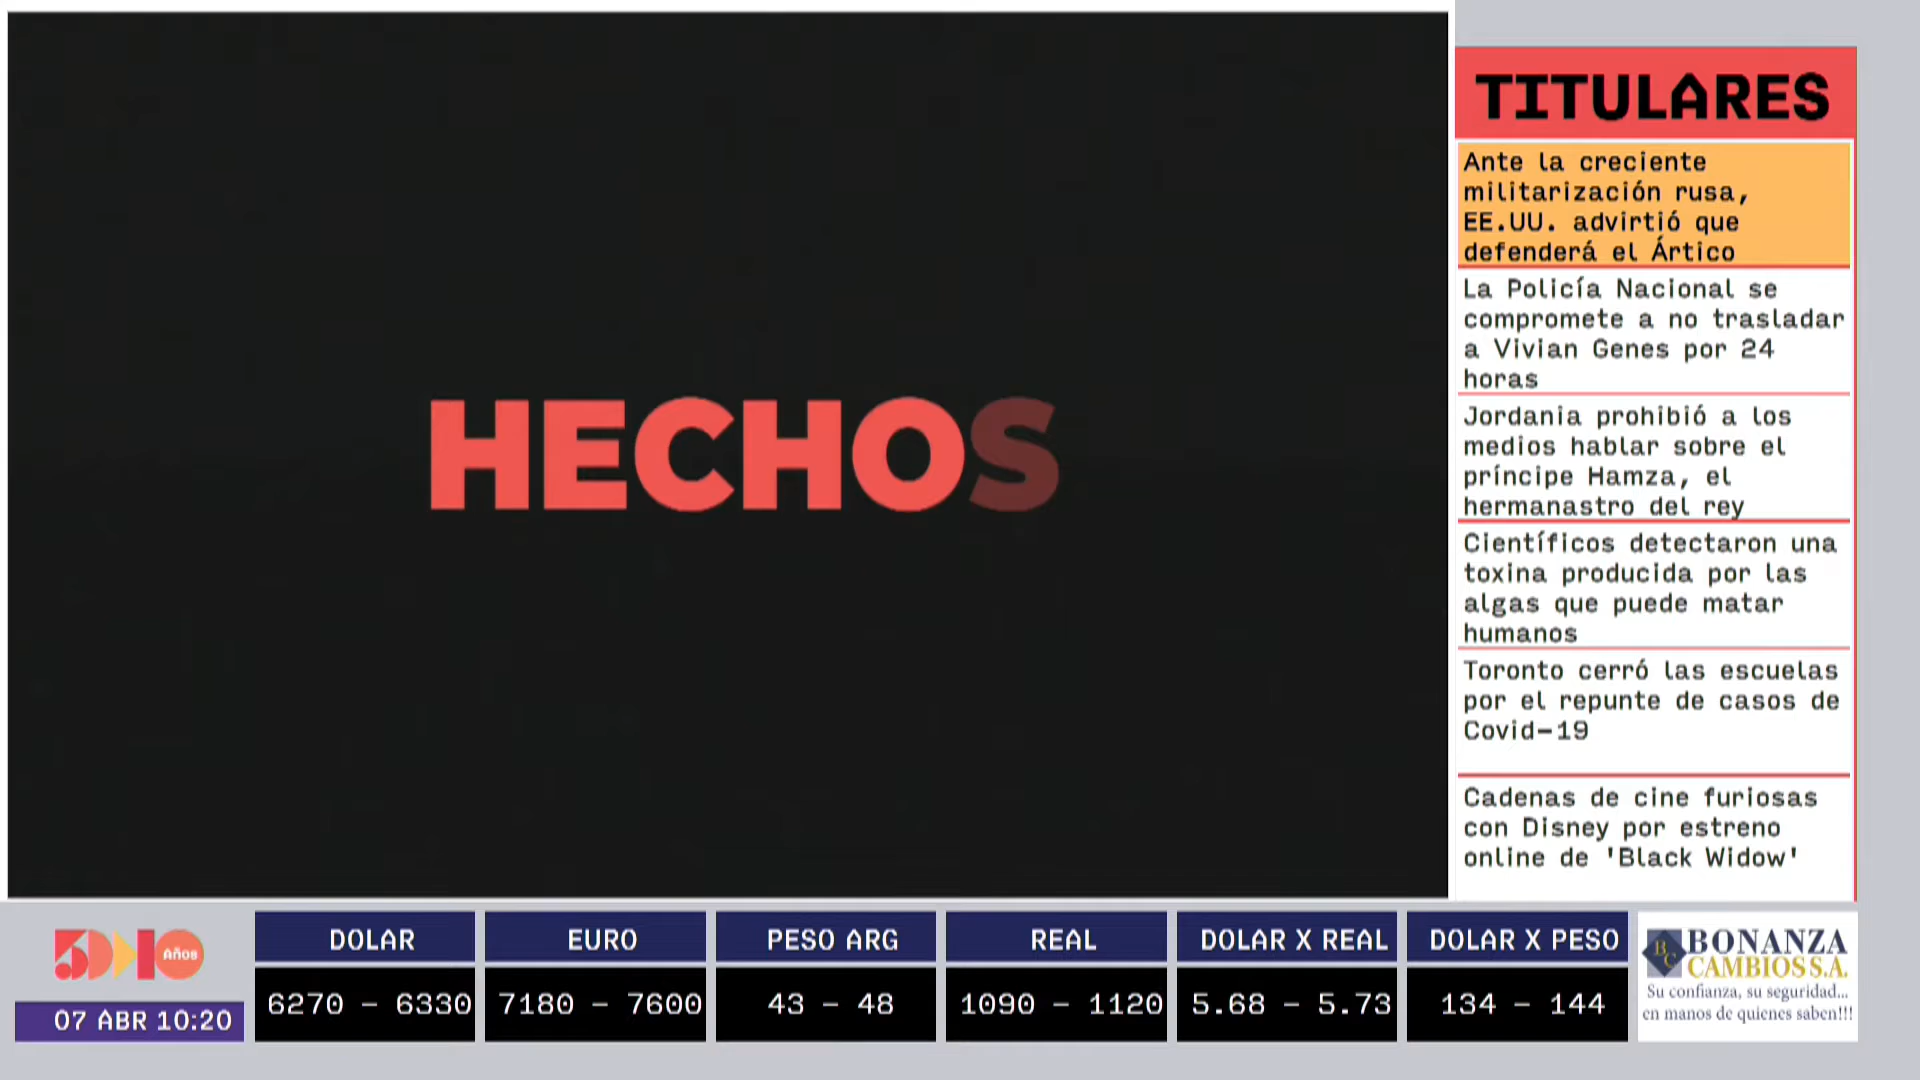 HECHOS
TITULARES
Ante la creciente
militarización rusa,
EE.UU. advirtió que
defenderá el Ártico
La Policía Nacional se
compromete a no trasladar
a Vivian Genes por 24
horas
Jordania prohibió a los
medios hablar sobre el
príncipe Hamza, el
hermanastro del rey
Científicos detectaron una
toxina producida por las
algas que puede matar
humanos
Toronto cerró las escuelas
por el repunte de casos de
Covid-19
Cadenas de cine furiosas
con Disney por estreno
online de 'Black Widow'
Años
07 ABR 10:20
DOLAR
6270 - 6330
EURO
7180 - 7600
PESO ARG
43 - 48
REAL
1090 - 1120
DOLAR X REAL
5.68 - 5.73
DOLAR X PESO
134 - 144
BC
BONANZA
CAMBIOS S.A.
Su confianza, su seguridad...
en manos de quienes saben!!!